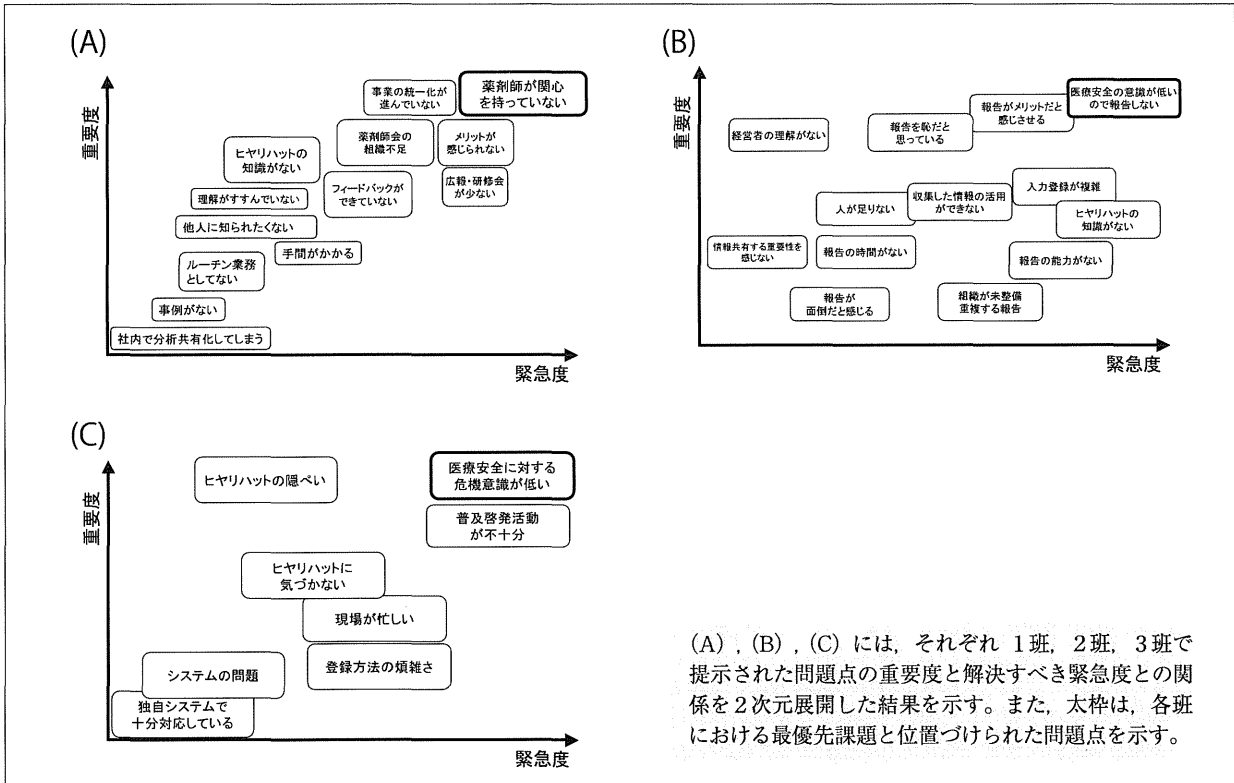 (A)
重要度
事業の統一化が
進んでいない
薬剤師が関心
を持っていない
薬剤師会の
組織不足
メリットが
感じられない
ヒヤリハットの
知識がない
フィードバックが
できていない
広報・研修会
が少ない
理解がすすんでいない
他人に知られたくない
手間がかかる
ルーチン業務
としてない
事例がない
社内で分析共有化してしまう
緊急度
(B)
重要度
医療安全の意識が低い
ので報告しない
報告がメリットだと
感じさせる
経営者の理解がない
報告を恥だと
思っている
入力登録が複雑
収集した情報の活用
ができない
人が足りない
ヒヤリハットの
知識がない
情報共有する重要性を
感じない
報告の時間がない
報告の能力がない
報告が
面倒だと感じる
組織が未整備
重複する報告
緊急度
(C)
重要度
ヒヤリハットの隠ぺい
医療安全に対する
危機意識が低い
普及啓発活動
が不十分
ヒヤリハットに
気づかない
現場が忙しい
登録方法の煩雑さ
システムの問題
独自システムで
十分対応している
緊急度
(A),(B),(C)には,それぞれ 1班,2班,3班で
提示された問題点の重要度と解決すべき緊急度との関
係を2次元展開した結果を示す。また,太枠は,各班
における最優先課題と位置づけられた問題点を示す。